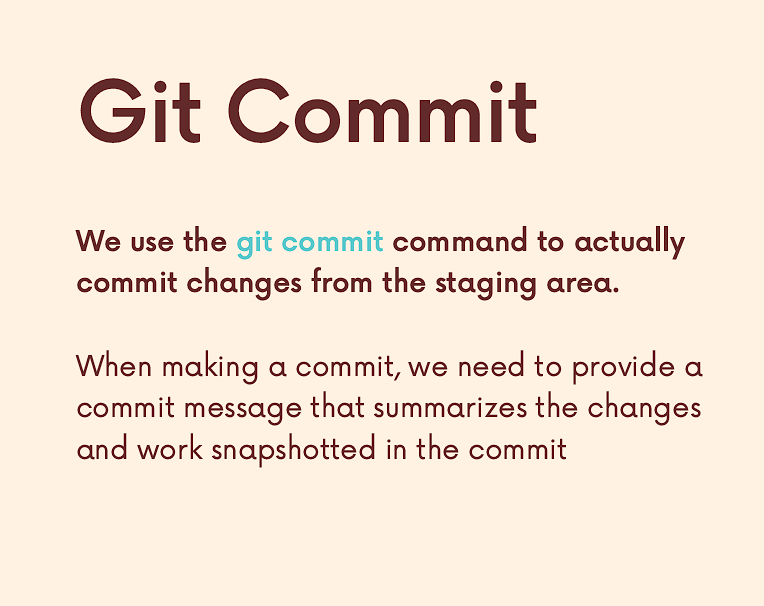 Git Commit
We use the git commit command to actually
commit changes from the staging area.
When making a commit, we need to provide a
commit message that summarizes the changes
and work snapshotted in the commit